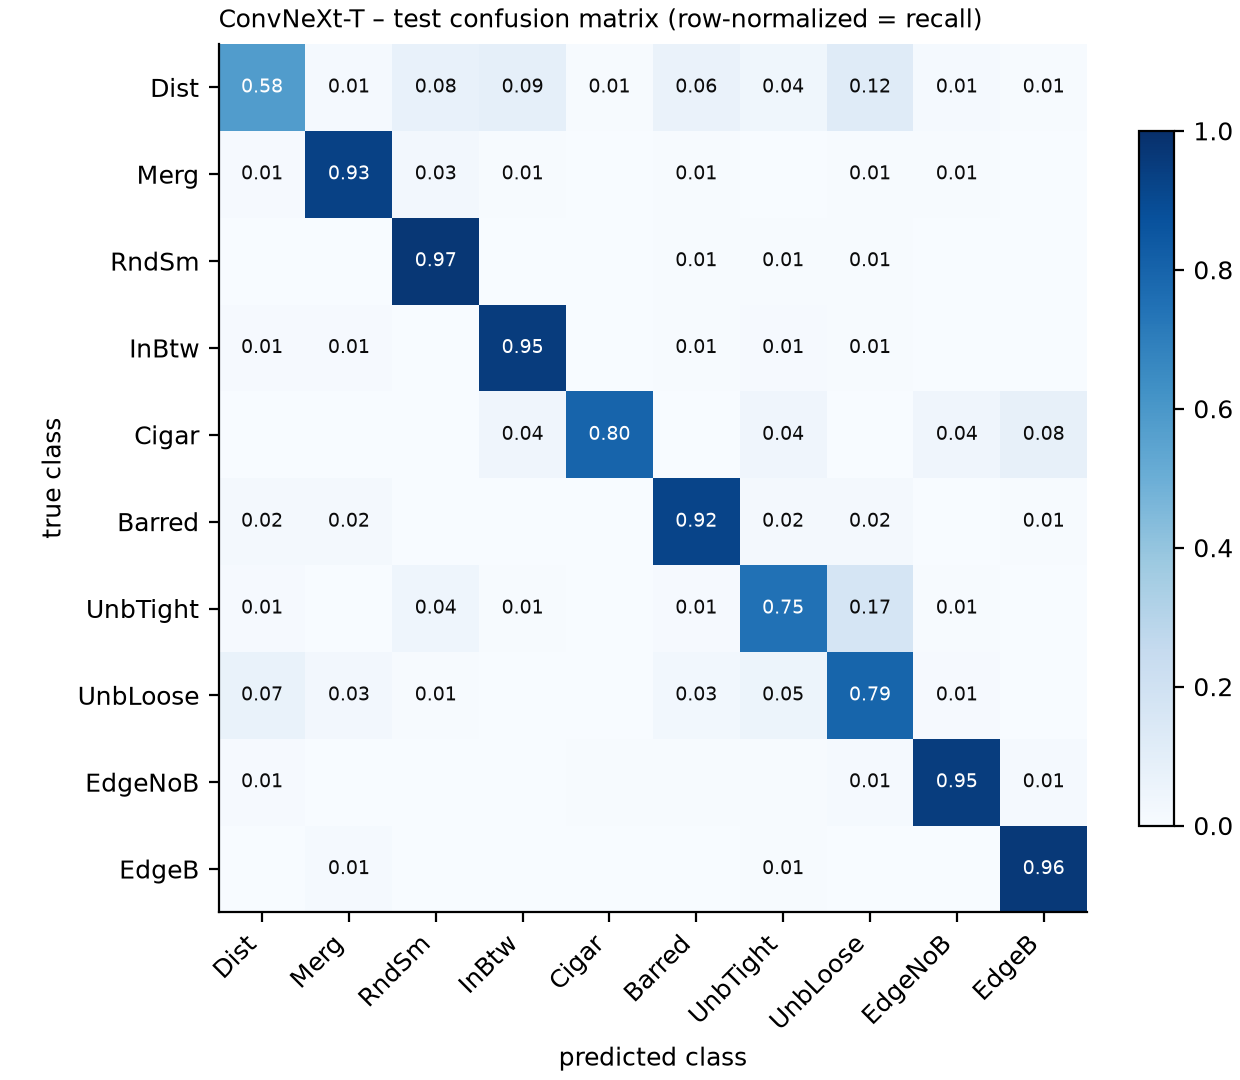 ConvNeXt-T – test confusion matrix (row-normalized = recall)
Dist 0.58 0.01 0.08 0.09 0.01 0.06 0.04 0.12 0.01 0.01
Merg 0.01 0.93 0.03 0.01 0.01 0.01 0.01
RndSm 0.97 0.01 0.01 0.01
InBtw 0.01 0.01 0.95 0.01 0.01 0.01
Cigar 0.04 0.80 0.04 0.04 0.08
Barred 0.02 0.02 0.92 0.02 0.02 0.01
UnbTight 0.01 0.04 0.01 0.01 0.75 0.17 0.01
UnbLoose 0.07 0.03 0.01 0.03 0.05 0.79 0.01
EdgeNoB 0.01 0.01 0.95 0.01
EdgeB 0.01 0.01 0.96
true class
Dist Merg RndSm InBtw Cigar Barred UnbTight UnbLoose EdgeNoB EdgeB
predicted class
1.0
0.8
0.6
0.4
0.2
0.0